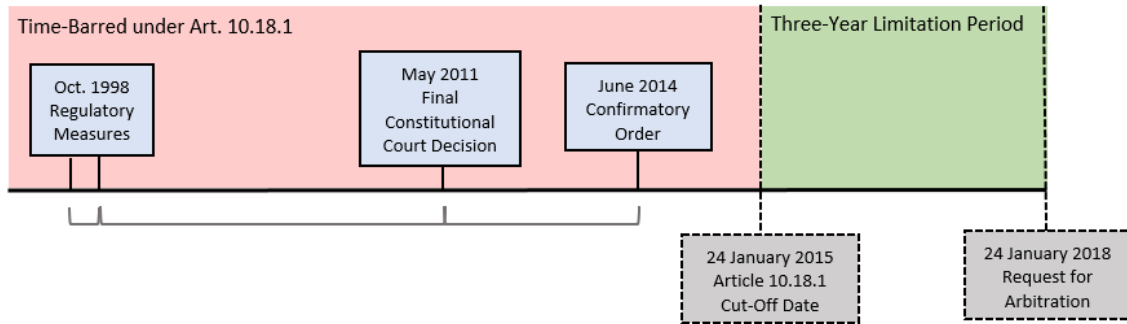 Time-Barred under Art. 10.18.1
Three-Year Limitation Period
Oct. 1998
Regulatory
Measures
May 2011
Final
Constitutional
Court Decision
June 2014
Confirmatory
Order
24 January 2015
Article 10.18.1
Cut-Off Date
24 January 2018
Request for
Arbitration